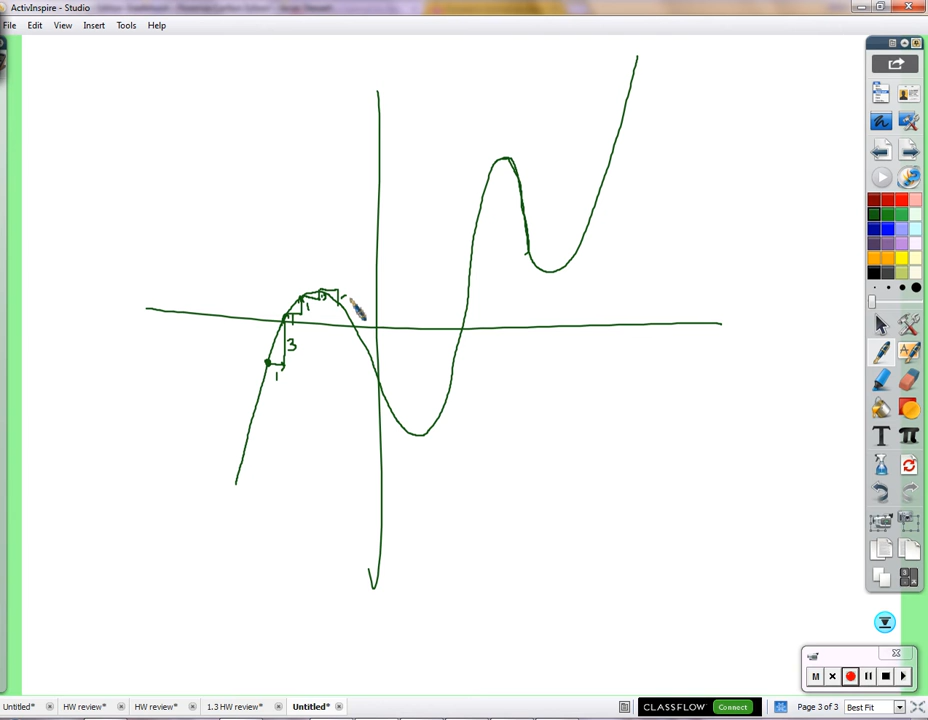 ActivInspire - Studio
File Edit View Insert Tools Help
3
1
1
1
M
Untitled* HW review* HW review* 1.3 HW review* Untitled*
CLASSFLOW Connect
Page 3 of 3
Best Fit